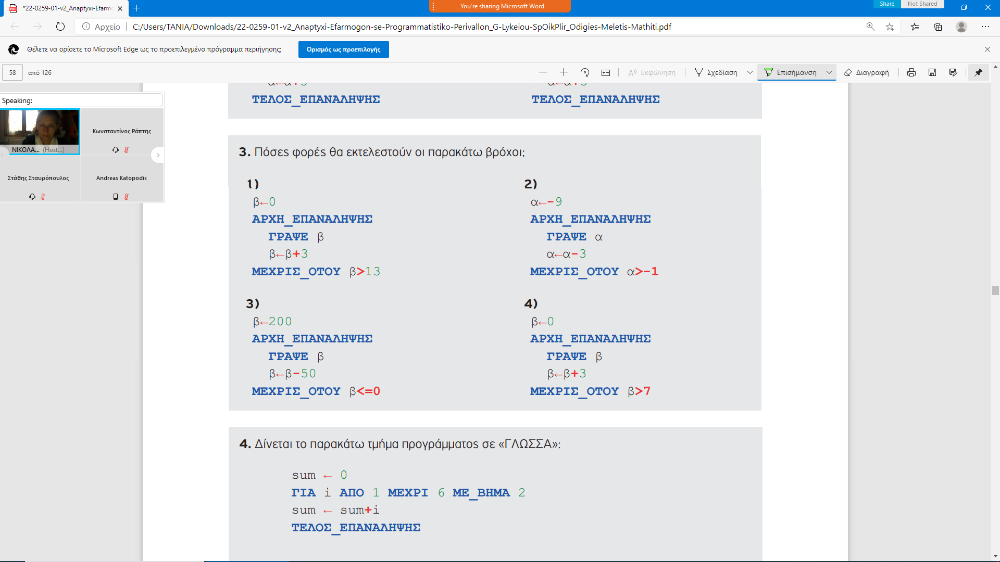 *22-0259-01-v2_Anaptyxi-Efarmo
You're sharing Microsoft Word
Share
Not Shared
Αρχείο
C:/Users/TANIA/Downloads/22-0259-01-v2_Anaptyxi-Efarmogon-se-Programmatistiko-Perivallon_G-Lykeiou-SpOikPlir_Odigies-Meletis-Mathiti.pdf
Θέλετε να ορίσετε το Microsoft Edge ως το προεπιλεγμένο πρόγραμμα περιήγησης;
Ορισμός ως προεπιλογής
58 από 126
Εκφώνηση
Σχεδίαση
Επισήμανση
Διαγραφή
Speaking:
ΝΙΚΟΛΑ... (Host...)
Κωνσταντίνος Ράπτης
Στάθης Σταυρόπουλος
Andreas Katopodis
ΤΕΛΟΣ_ΕΠΑΝΑΛΗΨΗΣ
ΤΕΛΟΣ_ΕΠΑΝΑΛΗΨΗΣ
3. Πόσες φορές θα εκτελεστούν οι παρακάτω βρόχοι;
1)
β←0
ΑΡΧΗ_ΕΠΑΝΑΛΗΨΗΣ
ΓΡΑΨΕ β
β←β+3
ΜΕΧΡΙΣ_ΟΤΟΥ β>13
2)
α←-9
ΑΡΧΗ_ΕΠΑΝΑΛΗΨΗΣ
ΓΡΑΨΕ α
α←α-3
ΜΕΧΡΙΣ_ΟΤΟΥ α>-1
3)
β←200
ΑΡΧΗ_ΕΠΑΝΑΛΗΨΗΣ
ΓΡΑΨΕ β
β←β-50
ΜΕΧΡΙΣ_ΟΤΟΥ β<=0
4)
β←0
ΑΡΧΗ_ΕΠΑΝΑΛΗΨΗΣ
ΓΡΑΨΕ β
β←β+3
ΜΕΧΡΙΣ_ΟΤΟΥ β>7
4. Δίνεται το παρακάτω τμήμα προγράμματος σε «ΓΛΩΣΣΑ»:
sum ← 0
ΓΙΑ i ΑΠΟ 1 ΜΕΧΡΙ 6 ΜΕ_ΒΗΜΑ 2
sum ← sum+i
ΤΕΛΟΣ_ΕΠΑΝΑΛΗΨΗΣ